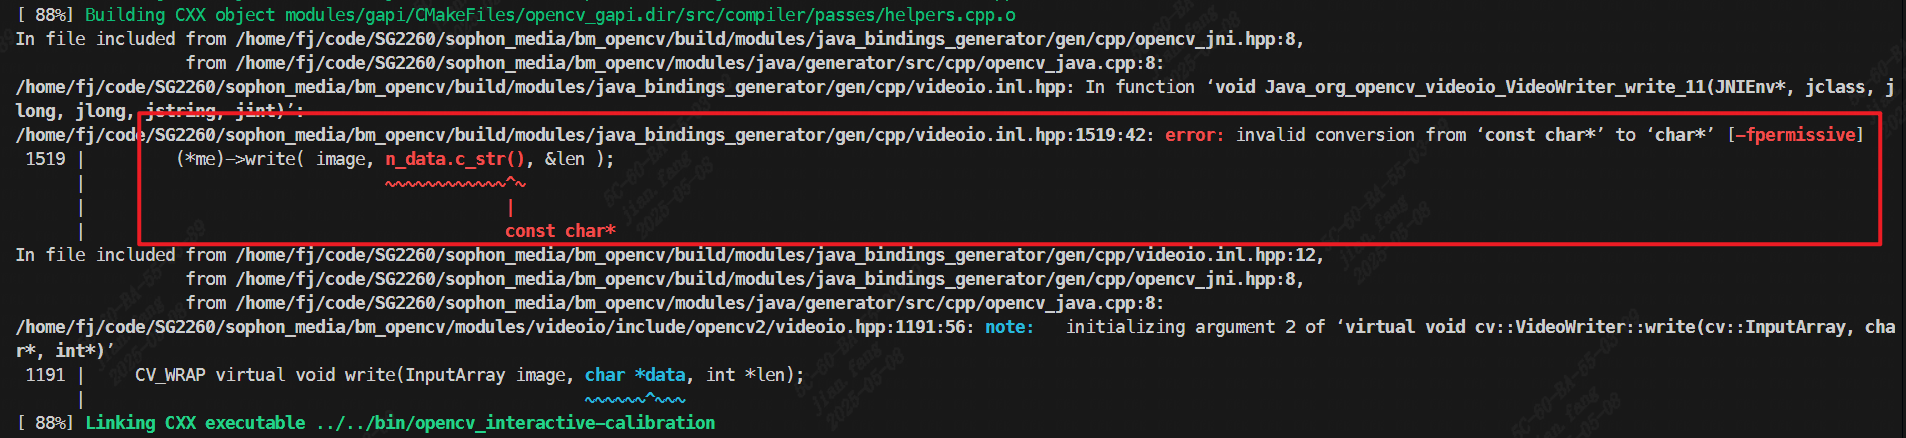 [ 88%] Building CXX object modules/gapi/CMakeFiles/opencv_gapi.dir/src/compiler/passes/helpers.cpp.o
In file included from /home/fj/code/SG2260/sophon_media/bm_opencv/build/modules/java_bindings_generator/gen/cpp/opencv_jni.hpp:8,
                 from /home/fj/code/SG2260/sophon_media/bm_opencv/modules/java/generator/src/cpp/opencv_java.cpp:8:
/home/fj/code/SG2260/sophon_media/bm_opencv/build/modules/java_bindings_generator/gen/cpp/videoio.inl.hpp: In function ‘void Java_org_opencv_videoio_VideoWriter_write_11(JNIEnv*, jclass, j
long, jlong, jstring, jint)’:
/home/fj/code/SG2260/sophon_media/bm_opencv/build/modules/java_bindings_generator/gen/cpp/videoio.inl.hpp:1519:42: error: invalid conversion from ‘const char*’ to ‘char*’ [-fpermissive]
 1519 |         (*me)->write( image, n_data.c_str(), &len );
      |                              ~~~~~~~~~~~~^~
      |                                          |
      |                                          const char*
In file included from /home/fj/code/SG2260/sophon_media/bm_opencv/build/modules/java_bindings_generator/gen/cpp/videoio.inl.hpp:12,
                 from /home/fj/code/SG2260/sophon_media/bm_opencv/build/modules/java_bindings_generator/gen/cpp/opencv_jni.hpp:8,
                 from /home/fj/code/SG2260/sophon_media/bm_opencv/modules/java/generator/src/cpp/opencv_java.cpp:8:
/home/fj/code/SG2260/sophon_media/bm_opencv/modules/videoio/include/opencv2/videoio.hpp:1191:56: note:   initializing argument 2 of ‘virtual void cv::VideoWriter::write(cv::InputArray, cha
r*, int*)’
 1191 |     CV_WRAP virtual void write(InputArray image, char *data, int *len);
      |                                                  ~~~~~~^~~~
[ 88%] Linking CXX executable ../../bin/opencv_interactive-calibration